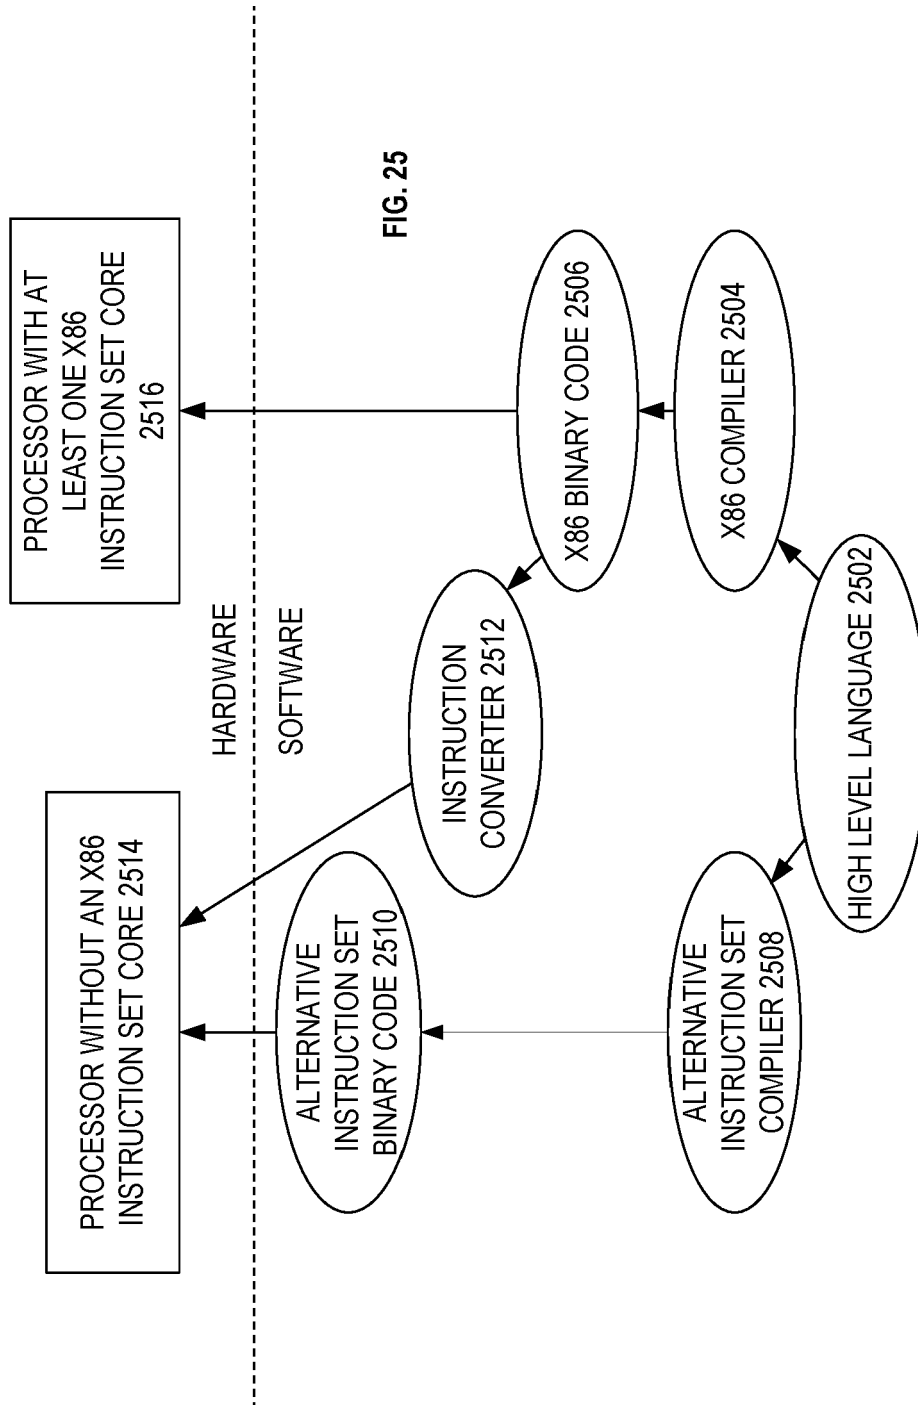 PROCESSOR WITHOUT AN X86
INSTRUCTION SET CORE 2514
PROCESSOR WITH AT
LEAST ONE X86
INSTRUCTION SET CORE
2516
HARDWARE
SOFTWARE
ALTERNATIVE
INSTRUCTION SET
BINARY CODE 2510
INSTRUCTION
CONVERTER 2512
FIG. 25
X86 BINARY CODE 2506
ALTERNATIVE
INSTRUCTION SET
COMPILER 2508
X86 COMPILER 2504
HIGH LEVEL LANGUAGE 2502